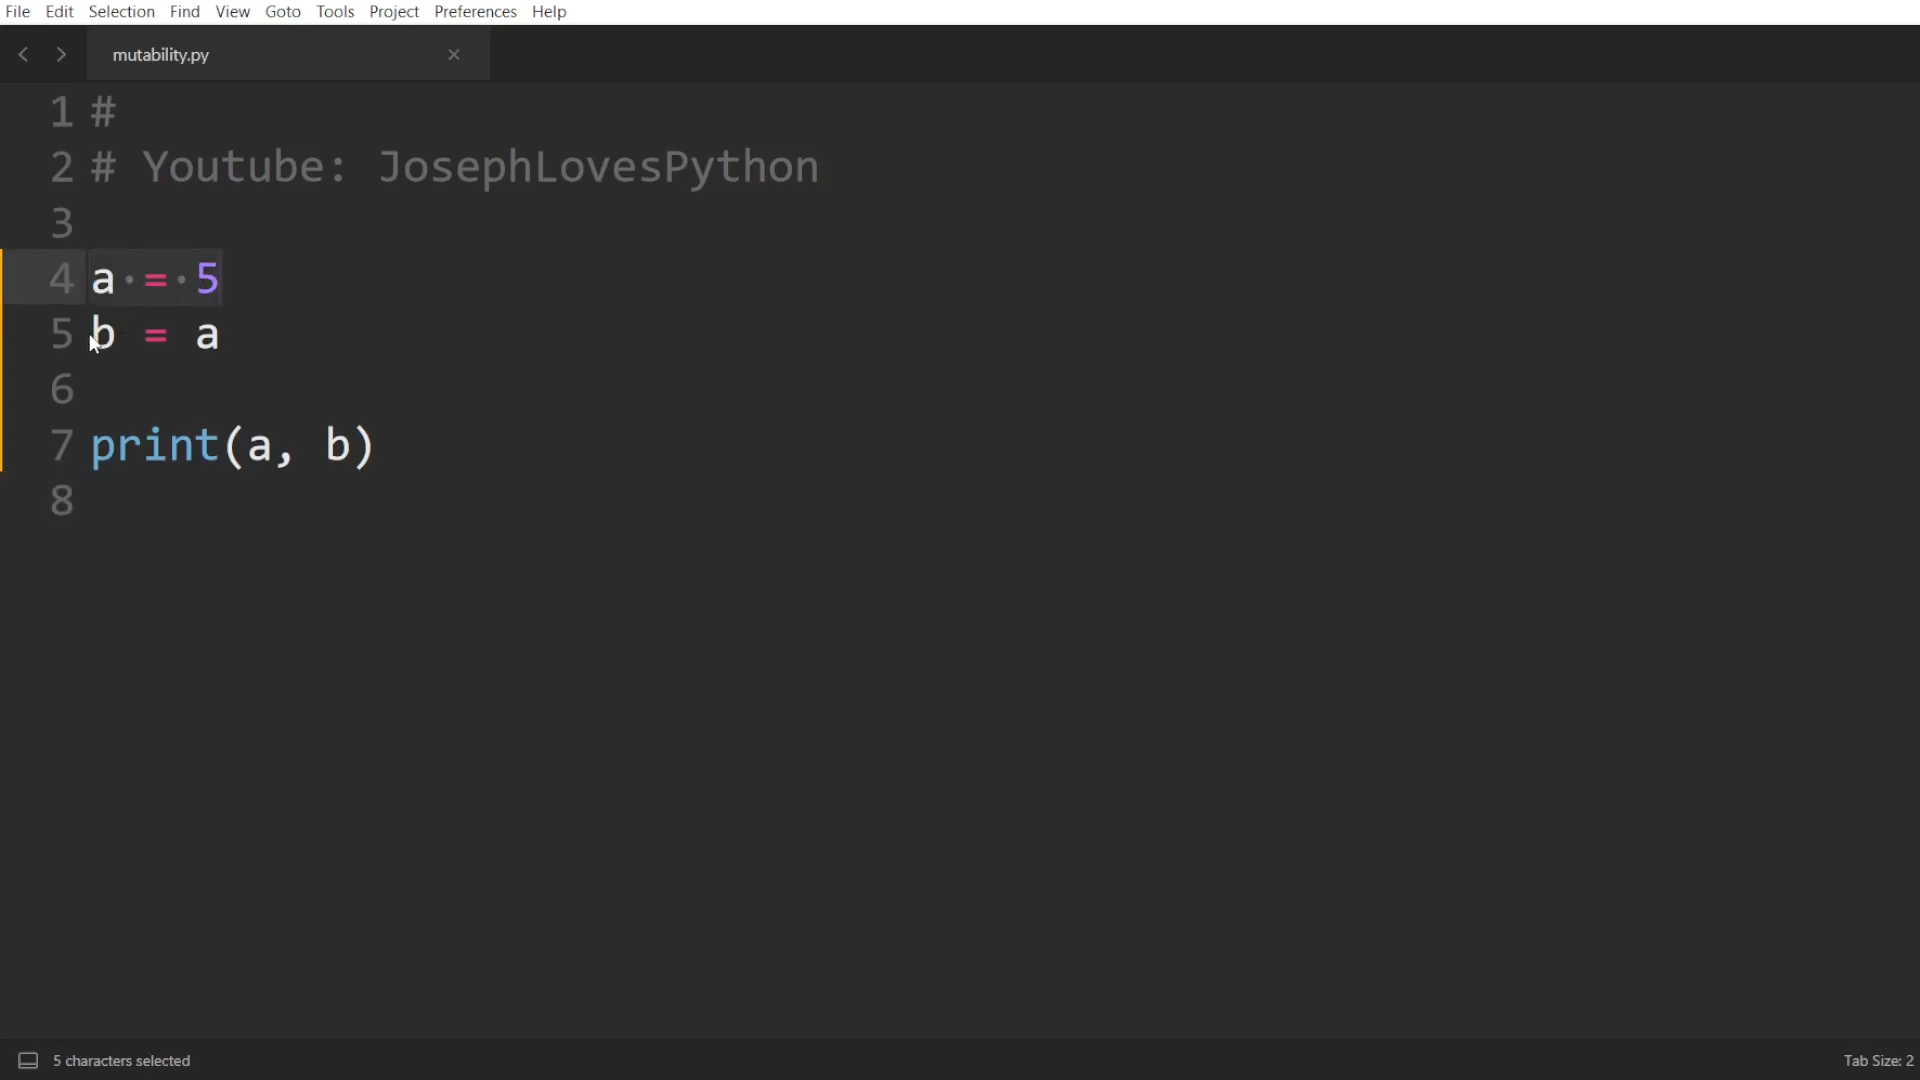 File Edit Selection Find View Goto Tools Project Preferences Help
mutability.py
1 #
2 # Youtube: JosephLovesPython
3
4 a = 5
5 b = a
6
7 print(a, b)
8
5 characters selected
Tab Size: 2